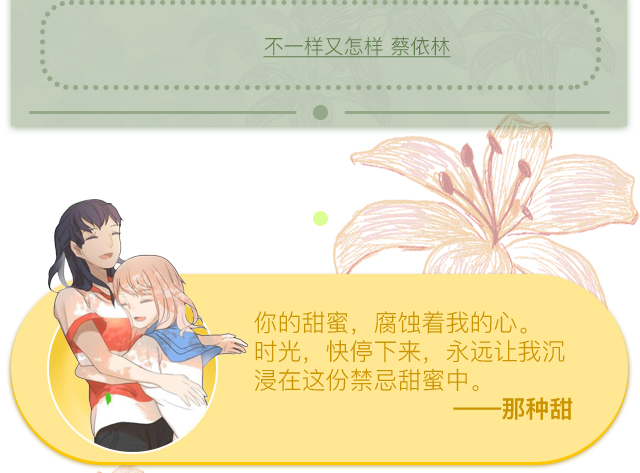 不一样又怎样 蔡依林
你的甜蜜，腐蚀着我的心。
时光，快停下来，永远让我沉
浸在这份禁忌甜蜜中。
——那种甜